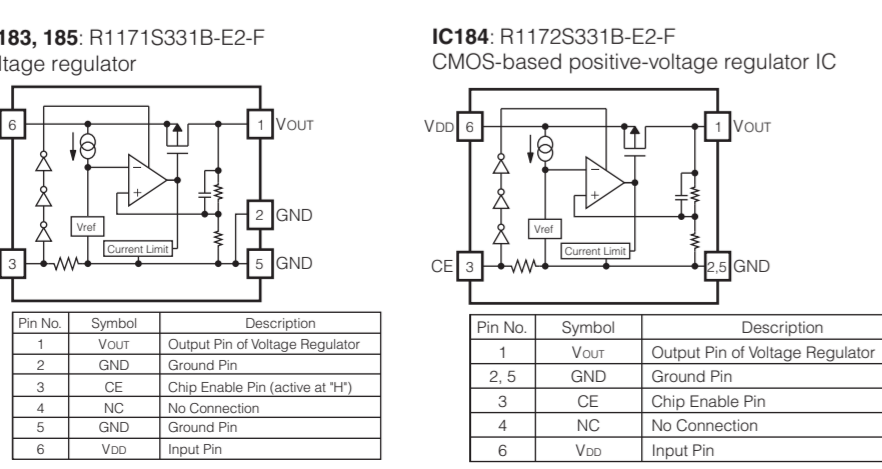 183, 185: R1171S331B-E2-F
ltage regulator
6
1 VOUT
Vref
2 GND
Current Limit
3
5 GND
Pin No. Symbol Description
1 VOUT Output Pin of Voltage Regulator
2 GND Ground Pin
3 CE Chip Enable Pin (active at "H")
4 NC No Connection
5 GND Ground Pin
6 VDD Input Pin
IC184: R1172S331B-E2-F
CMOS-based positive-voltage regulator IC
VDD 6
1 VOUT
Vref
Current Limit
CE 3
2,5 GND
Pin No. Symbol Description
1 VOUT Output Pin of Voltage Regulator
2, 5 GND Ground Pin
3 CE Chip Enable Pin
4 NC No Connection
6 VDD Input Pin